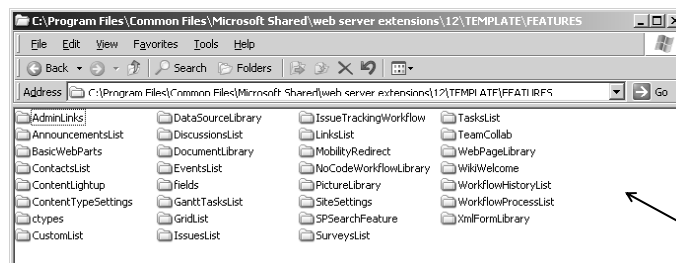 C:\Program Files\Common Files\Microsoft Shared\web server extensions\12\TEMPLATE\FEATURES
File Edit View Favorites Tools Help
Back Search Folders
Address C:\Program Files\Common Files\Microsoft Shared\web server extensions\12\TEMPLATE\FEATURES Go
AdminLinks DataSourceLibrary IssueTrackingWorkflow TasksList
AnnouncementsList DiscussionsList LinksList TeamCollab
BasicWebParts DocumentLibrary MobilityRedirect WebPageLibrary
ContactsList EventsList NoCodeWorkflowLibrary WikiWelcome
ContentLightup fields PictureLibrary WorkflowHistoryList
ContentTypeSettings GanttTasksList SiteSettings WorkflowProcessList
ctypes GridList SPSearchFeature XmlFormLibrary
CustomList IssuesList SurveysList